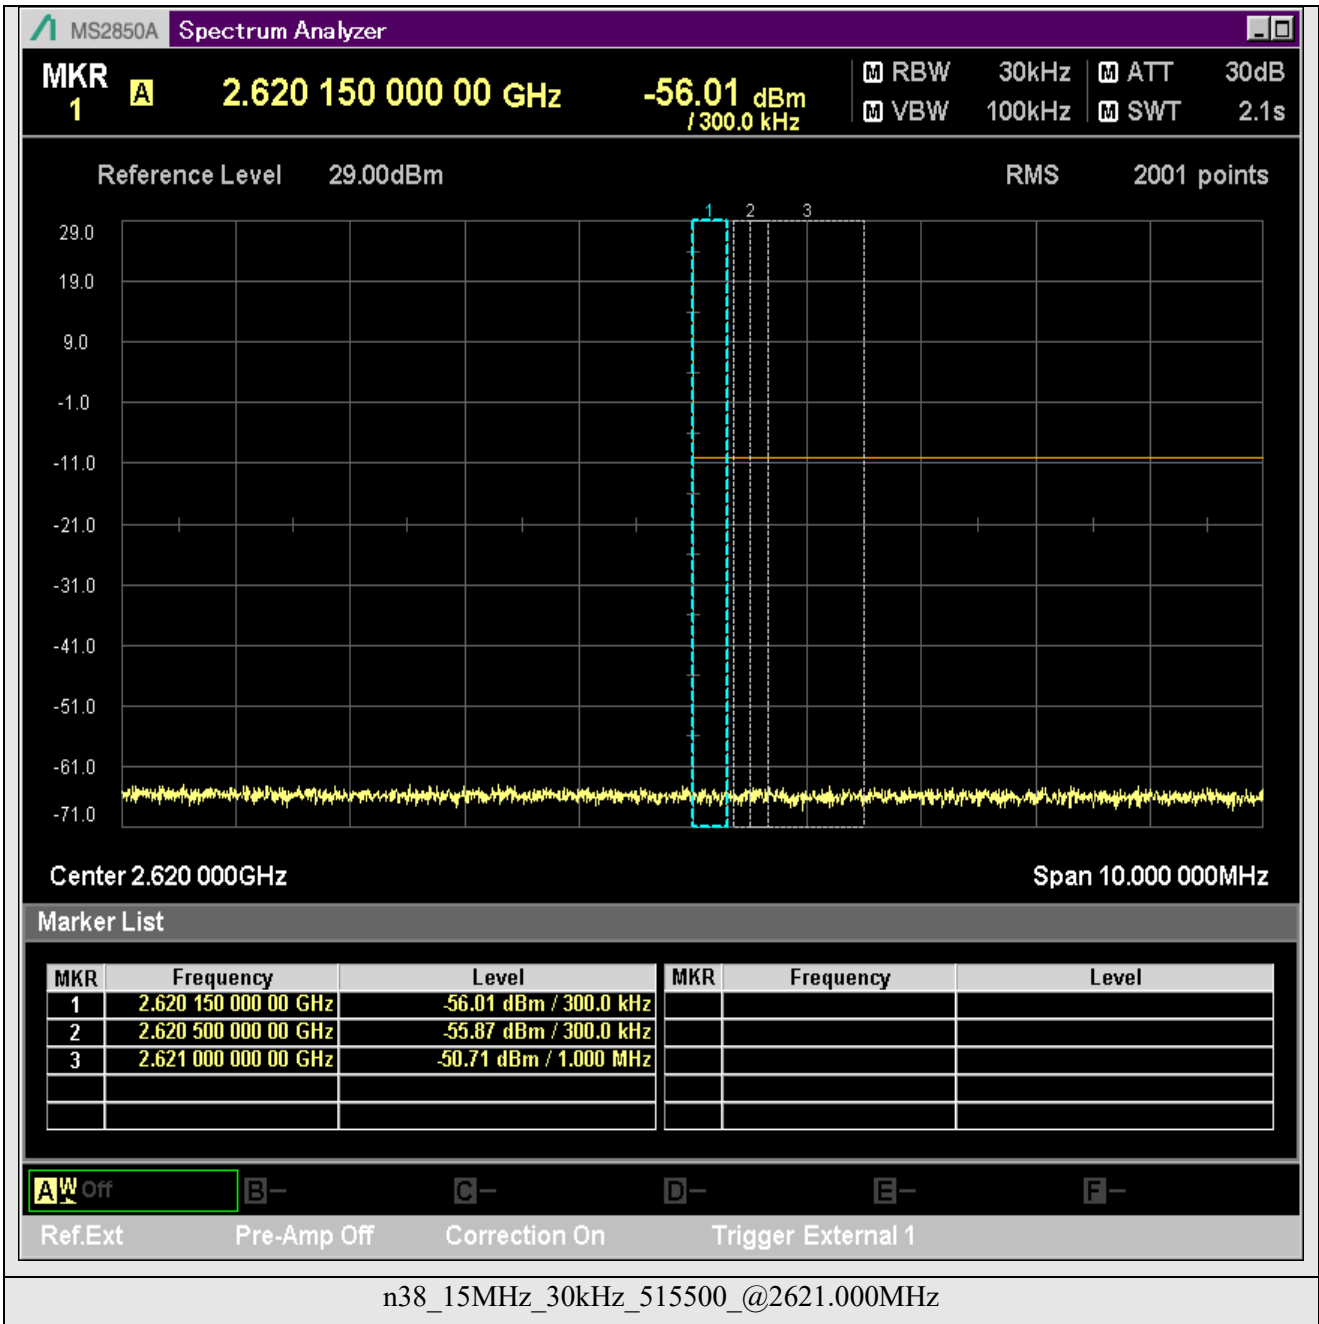 MS2850A Spectrum Analyzer
MKR 1 A 2.620 150 000 00 GHz -56.01 dBm / 300.0 kHz
M RBW 30kHz M ATT 30dB
M VBW 100kHz M SWT 2.1s
Reference Level 29.00dBm RMS 2001 points
1 2 3
29.0
19.0
9.0
-1.0
-11.0
-21.0
-31.0
-41.0
-51.0
-61.0
-71.0
Center 2.620 000GHz Span 10.000 000MHz
Marker List
MKR Frequency Level MKR Frequency Level
1 2.620 150 000 00 GHz -56.01 dBm / 300.0 kHz
2 2.620 500 000 00 GHz -55.87 dBm / 300.0 kHz
3 2.621 000 000 00 GHz -50.71 dBm / 1.000 MHz
A W Off B - C - D - E - F -
Ref.Ext Pre-Amp Off Correction On Trigger External 1
n38_15MHz_30kHz_515500_@2621.000MHz